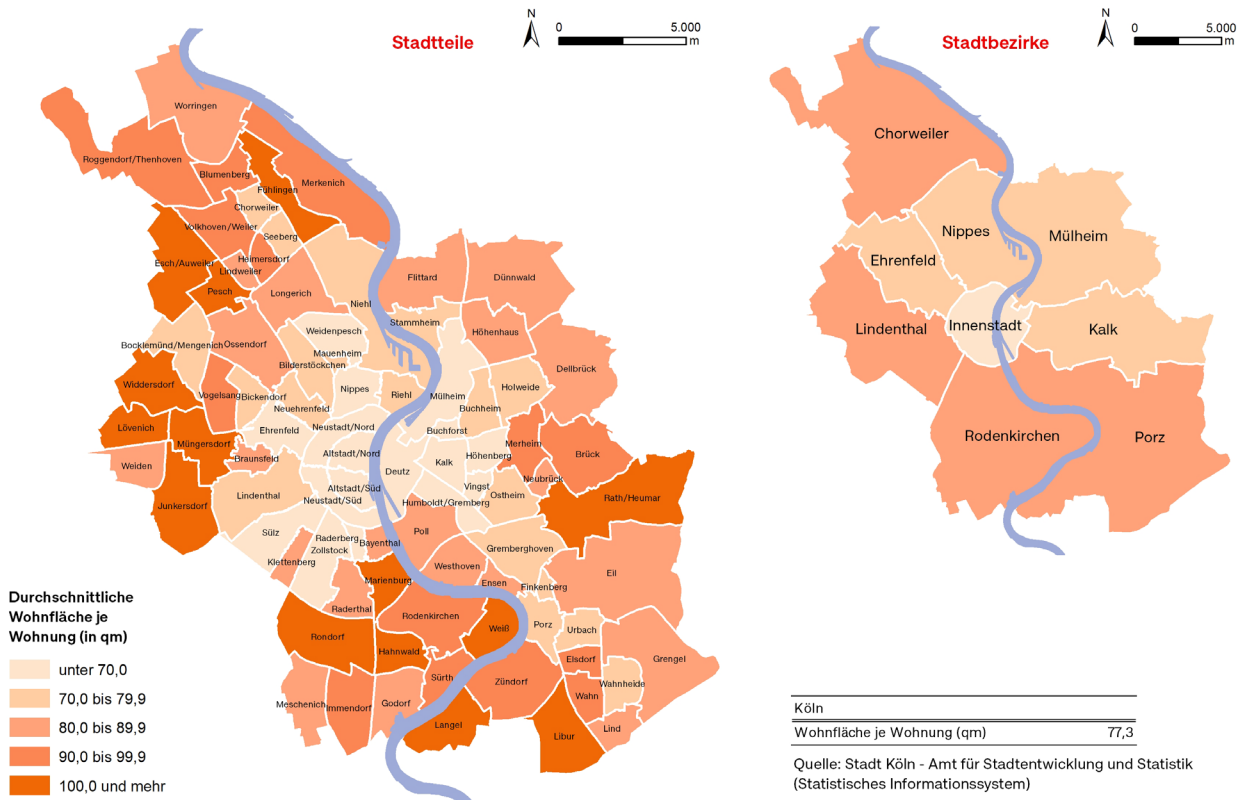 Stadtteile
N
0
5.000
m
Worringen
Roggendorf/Thenhoven
Blumenberg
Fühlingen
Merkenich
Chorweiler
Volkhoven/Weiler
Seeberg
Heimersdorf
Esch/Auweiler
Lindweiler
Pesch
Longerich
Niehl
Flittard
Dünnwald
Stammheim
Weidenpesch
Höhenhaus
Bocklemünd/Mengenich
Ossendorf
Mauenheim
Bilderstöckchen
Dellbrück
Widdersdorf
Vogelsang
Bickendorf
Nippes
Riehl
Mülheim
Holweide
Neuehrenfeld
Buchheim
Lövenich
Ehrenfeld
Neustadt/Nord
Buchforst
Müngersdorf
Merheim
Braunsfeld
Altstadt/Nord
Höhenberg
Brück
Weiden
Kalk
Deutz
Neubrück
Altstadt/Süd
Vingst
Lindenthal
Neustadt/Süd
Humboldt/Gremberg
Ostheim
Rath/Heumar
Junkersdorf
Sülz
Raderberg
Bayenthal
Poll
Zollstock
Gremberghoven
Klettenberg
Westhoven
Marienburg
Ensen
Finkenberg
Eil
Raderthal
Rodenkirchen
Weiß
Porz
Urbach
Rondorf
Hahnwald
Elsdorf
Grengel
Sürth
Zündorf
Wahnheide
Wahn
Meschenich
Immendorf
Godorf
Langel
Libur
Lind
Durchschnittliche
Wohnfläche je
Wohnung (in qm)
unter 70,0
70,0 bis 79,9
80,0 bis 89,9
90,0 bis 99,9
100,0 und mehr
Stadtbezirke
N
0
5.000
m
Chorweiler
Nippes
Mülheim
Ehrenfeld
Innenstadt
Lindenthal
Kalk
Rodenkirchen
Porz
Köln
Wohnfläche je Wohnung (qm) 77,3
Quelle: Stadt Köln - Amt für Stadtentwicklung und Statistik
(Statistisches Informationssystem)